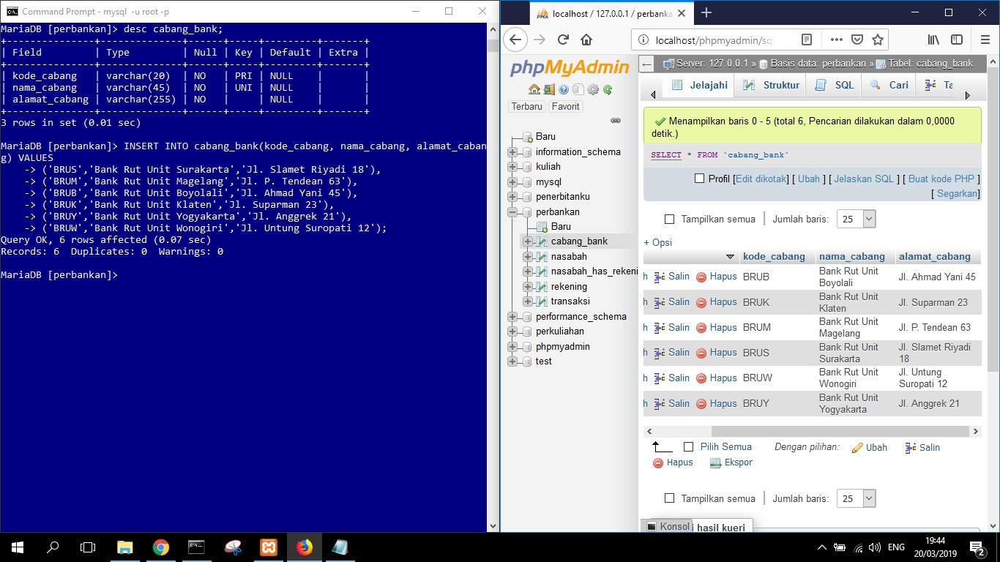 Command Prompt - mysql  -u root -p
MariaDB [perbankan]> desc cabang_bank;
+---------------+--------------+------+-----+---------+-------+
| Field         | Type         | Null | Key | Default | Extra |
+---------------+--------------+------+-----+---------+-------+
| kode_cabang   | varchar(20)  | NO   | PRI | NULL    |       |
| nama_cabang   | varchar(45)  | NO   | UNI | NULL    |       |
| alamat_cabang | varchar(255) | NO   |     | NULL    |       |
+---------------+--------------+------+-----+---------+-------+
3 rows in set (0.01 sec)
MariaDB [perbankan]> INSERT INTO cabang_bank(kode_cabang, nama_cabang, alamat_caban
g) VALUES
    -> ('BRUS','Bank Rut Unit Surakarta','Jl. Slamet Riyadi 18'),
    -> ('BRUM','Bank Rut Unit Magelang','Jl. P. Tendean 63'),
    -> ('BRUB','Bank Rut Unit Boyolali','Jl. Ahmad Yani 45'),
    -> ('BRUK','Bank Rut Unit Klaten','Jl. Suparman 23'),
    -> ('BRUY','Bank Rut Unit Yogyakarta','Jl. Anggrek 21'),
    -> ('BRUW','Bank Rut Unit Wonogiri','Jl. Untung Suropati 12');
Query OK, 6 rows affected (0.07 sec)
Records: 6  Duplicates: 0  Warnings: 0
MariaDB [perbankan]>
localhost / 127.0.0.1 / perbanka
localhost/phpmyadmin/sql
phpMyAdmin
Terbaru Favorit
Baru
information_schema
kuliah
mysql
penerbitanku
perbankan
Baru
cabang_bank
nasabah
nasabah_has_rekeni
rekening
transaksi
performance_schema
perkuliahan
phpmyadmin
test
Server: 127.0.0.1 » Basis data: perbankan » Tabel: cabang_bank
Jelajahi Struktur SQL Cari Ta
Menampilkan baris 0 - 5 (total 6, Pencarian dilakukan dalam 0,0000
detik.)
SELECT * FROM `cabang_bank`
Profil [Edit dikotak] [ Ubah ] [ Jelaskan SQL ] [ Buat kode PHP ]
[ Segarkan]
Tampilkan semua | Jumlah baris: 25
+ Opsi
kode_cabang nama_cabang alamat_cabang
h Salin Hapus BRUB Bank Rut Unit Boyolali Jl. Ahmad Yani 45
h Salin Hapus BRUK Bank Rut Unit Klaten Jl. Suparman 23
h Salin Hapus BRUM Bank Rut Unit Magelang Jl. P. Tendean 63
h Salin Hapus BRUS Bank Rut Unit Surakarta Jl. Slamet Riyadi 18
h Salin Hapus BRUW Bank Rut Unit Wonogiri Jl. Untung Suropati 12
h Salin Hapus BRUY Bank Rut Unit Yogyakarta Jl. Anggrek 21
Pilih Semua Dengan pilihan: Ubah Salin
Hapus Ekspor
Tampilkan semua | Jumlah baris: 25
Konsol i hasil kueri
ENG 19:44
20/03/2019 2